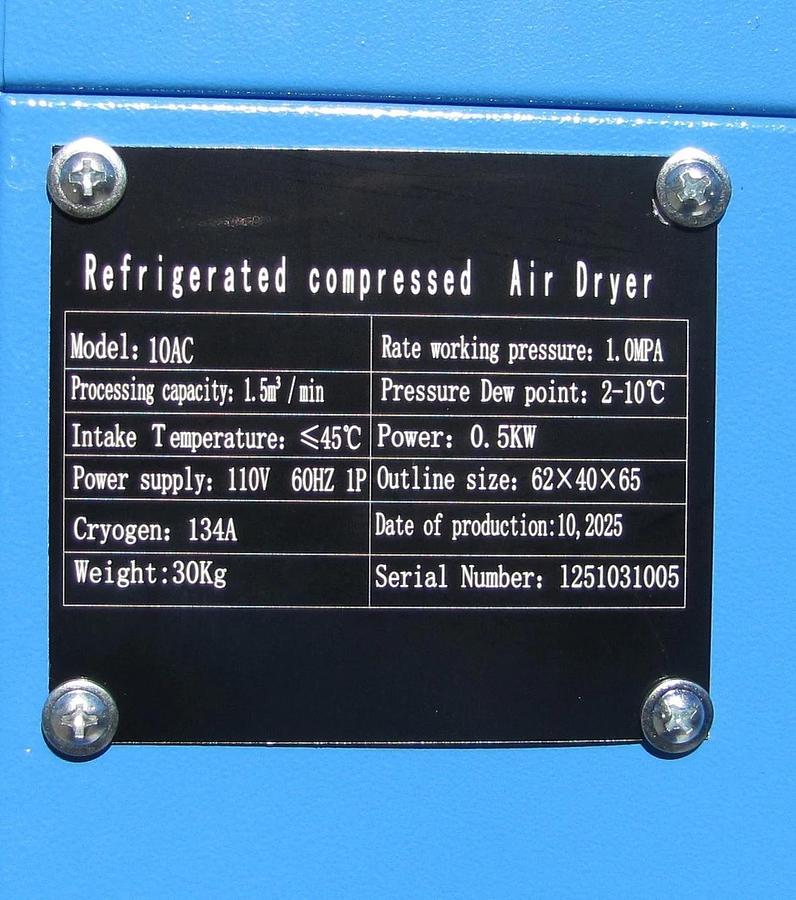 Refrigerated compressed Air Dryer
Model: 10AC
Rate working pressure: 1.0MPA
Processing capacity: 1.5m³/min
Pressure Dew point: 2-10℃
Intake Temperature: ≤45℃
Power: 0.5KW
Power supply: 110V 60HZ 1P
Outline size: 62×40×65
Cryogen: 134A
Date of production:10,2025
Weight:30Kg
Serial Number: 1251031005